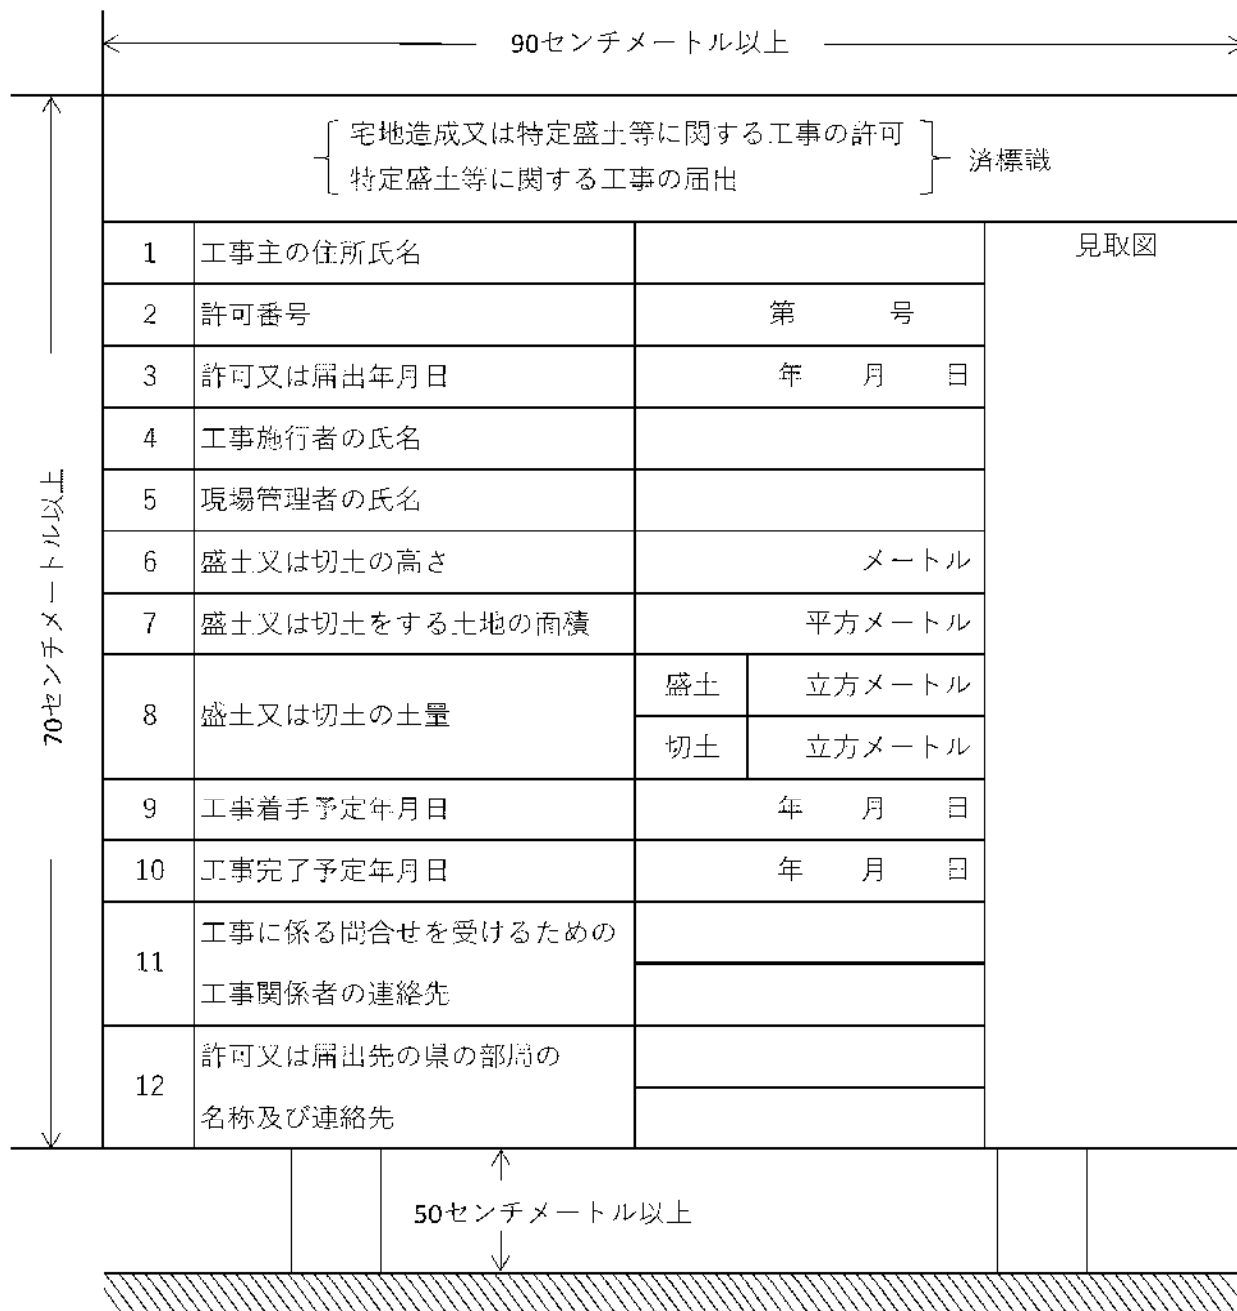 90センチメートル以上
宅地造成又は特定盛土等に関する工事の許可
特定盛土等に関する工事の届出
済標識
1 工事主の住所氏名
見取図
2 許可番号 第 号
3 許可又は届出年月日 年 月 日
4 工事施行者の氏名
5 現場管理者の氏名
6 盛土又は切土の高さ メートル
7 盛土又は切土をする土地の面積 平方メートル
8 盛土又は切土の土量
盛土 立方メートル
切土 立方メートル
9 工事着手予定年月日 年 月 日
10 工事完了予定年月日 年 月 日
11 工事に係る問合せを受けるための
工事関係者の連絡先
12 許可又は届出先の県の部局の
名称及び連絡先
70センチメートル以上
50センチメートル以上